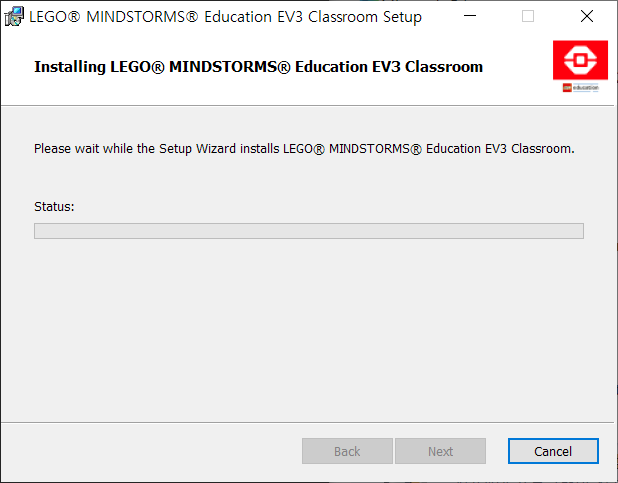 LEGO® MINDSTORMS® Education EV3 Classroom Setup
Installing LEGO® MINDSTORMS® Education EV3 Classroom
education
Please wait while the Setup Wizard installs LEGO® MINDSTORMS® Education EV3 Classroom.
Status:
Back
Next
Cancel